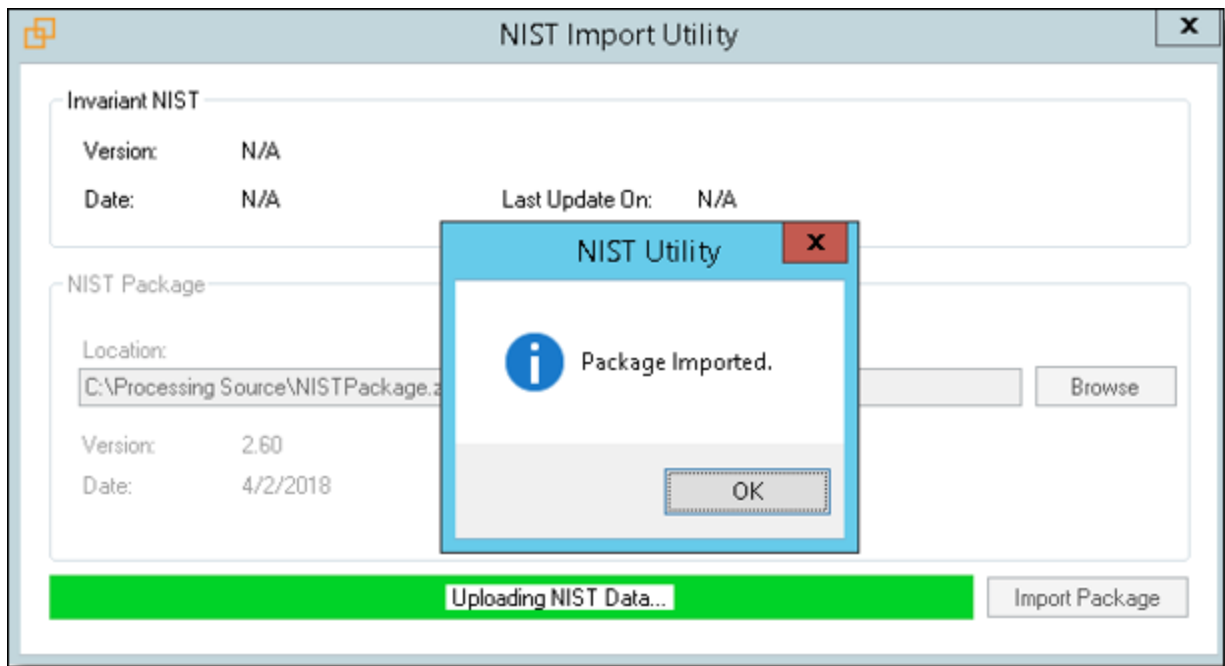 NIST Import Utility
X
Invariant NIST
Version: N/A
Date: N/A Last Update On: N/A
NIST Utility
X
NIST Package
Package Imported.
Location:
C:\Processing Source\NISTPackage.z
Browse
Version: 2.60
Date: 4/2/2018
OK
Uploading NIST Data...
Import Package